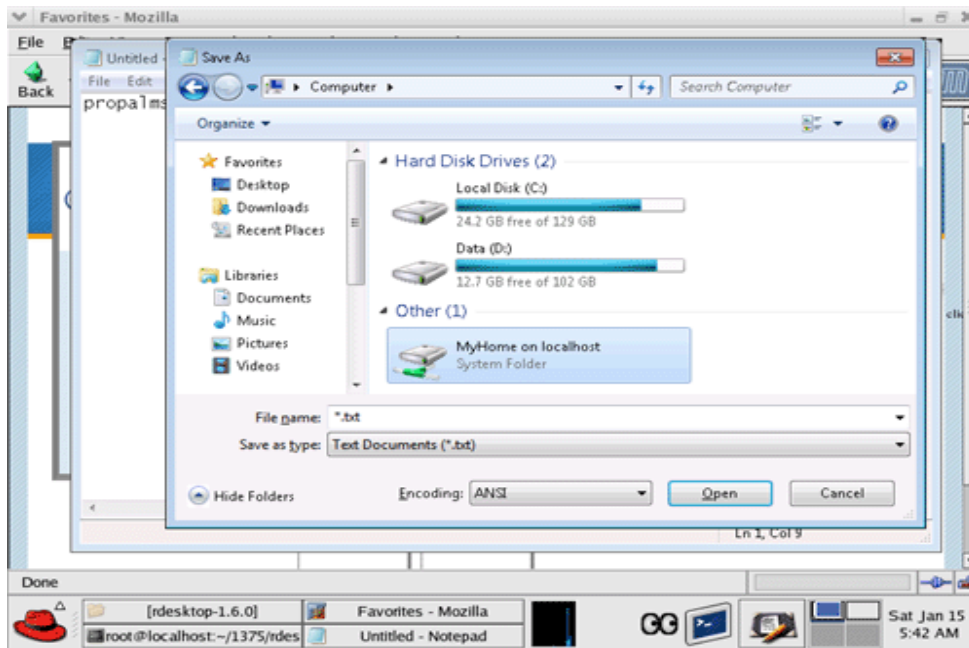 Favorites - Mozilla
File
Back
Untitled -
File Edit
propalms
Save As
Computer
Search Computer
Organize
Favorites
Desktop
Downloads
Recent Places
Libraries
Documents
Music
Pictures
Videos
Hard Disk Drives (2)
Local Disk (C:)
24.2 GB free of 129 GB
Data (D:)
12.7 GB free of 102 GB
Other (1)
MyHome on localhost
System Folder
File name: *.txt
Save as type: Text Documents (*.txt)
Hide Folders
Encoding: ANSI
Open
Cancel
Ln 1, Col 9
clk
Done
[rdesktop-1.6.0]
Favorites - Mozilla
root@localhost:~/1375/rdes
Untitled - Notepad
Sat Jan 15
5:42 AM